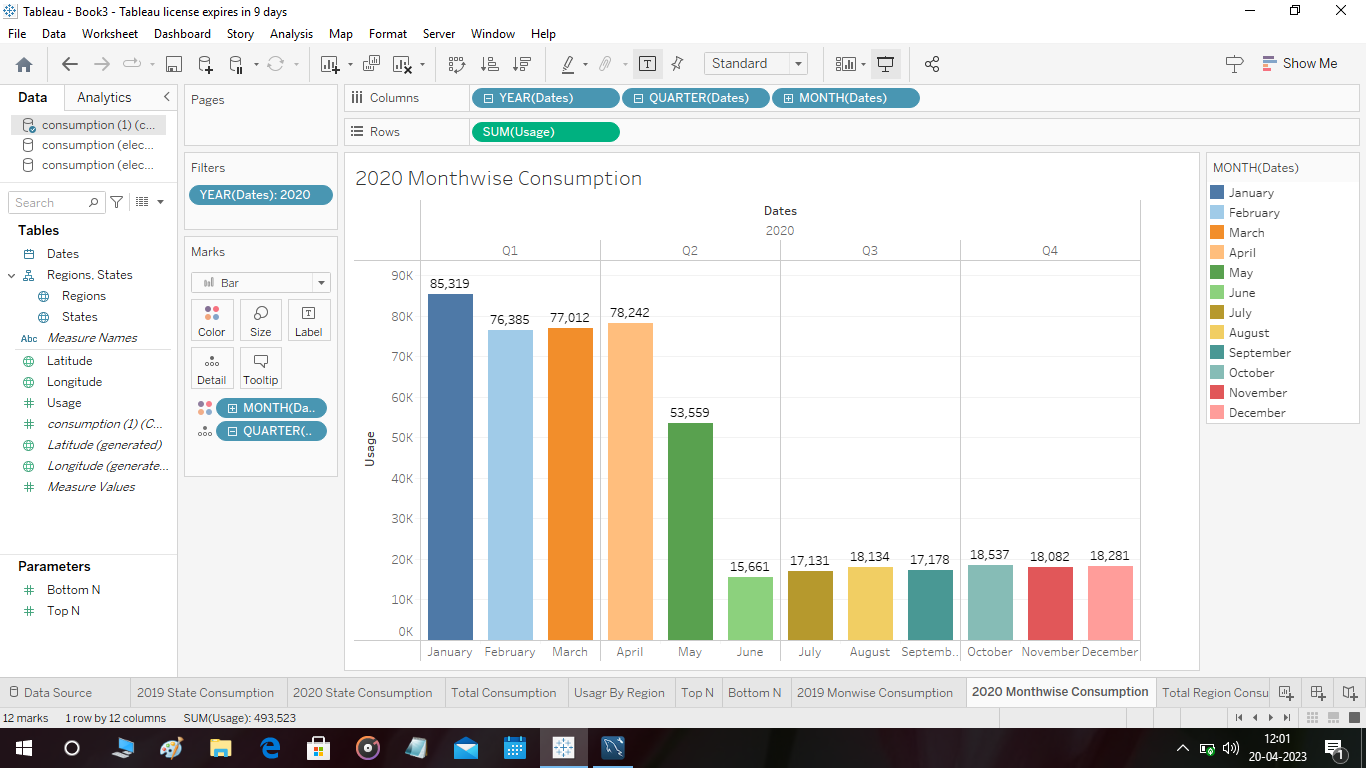 Tableau - Book3 - Tableau license expires in 9 days
File Data Worksheet Dashboard Story Analysis Map Format Server Window Help
Standard
Show Me
Data Analytics
consumption (1) (c...
consumption (elec...
consumption (elec...
Search
Tables
Dates
Regions, States
Regions
States
Abc Measure Names
Latitude
Longitude
Usage
consumption (1) (C...
Latitude (generated)
Longitude (generate...
Measure Values
Parameters
Bottom N
Top N
Pages
Filters
YEAR(Dates): 2020
Marks
Bar
Color Size Label
Detail Tooltip
MONTH(Da..
QUARTER(..
Columns YEAR(Dates) QUARTER(Dates) MONTH(Dates)
Rows SUM(Usage)
2020 Monthwise Consumption
Dates
2020
Q1 Q2 Q3 Q4
Usage
90K
80K
70K
60K
50K
40K
30K
20K
10K
0K
85,319
76,385
77,012
78,242
53,559
15,661
17,131
18,134
17,178
18,537
18,082
18,281
January February March April May June July August Septemb.. October November December
MONTH(Dates)
January
February
March
April
May
June
July
August
September
October
November
December
Data Source 2019 State Consumption 2020 State Consumption Total Consumption Usagr By Region Top N Bottom N 2019 Monwise Consumption 2020 Monthwise Consumption Total Region Consu
12 marks 1 row by 12 columns SUM(Usage): 493,523
12:01
20-04-2023
1